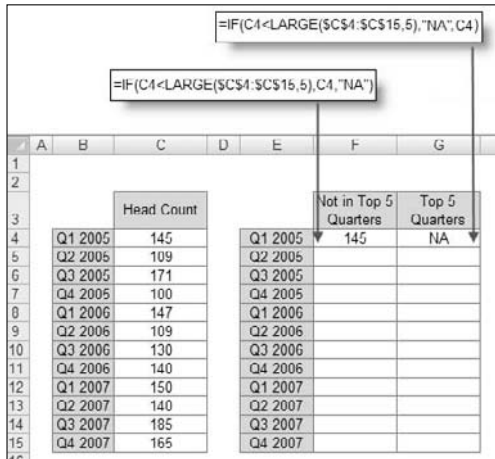 =IF(C4<LARGE($C$4:$C$15,5),"NA",C4)
=IF(C4<LARGE($C$4:$C$15,5),C4,"NA")
A B C D E F G
1
2
3 Head Count Not in Top 5 Quarters Top 5 Quarters
4 Q1 2005 145 Q1 2005 145 NA
5 Q2 2005 109 Q2 2005
6 Q3 2005 171 Q3 2005
7 Q4 2005 100 Q4 2005
8 Q1 2006 147 Q1 2006
9 Q2 2006 109 Q2 2006
10 Q3 2006 130 Q3 2006
11 Q4 2006 140 Q4 2006
12 Q1 2007 150 Q1 2007
13 Q2 2007 140 Q2 2007
14 Q3 2007 185 Q3 2007
15 Q4 2007 165 Q4 2007